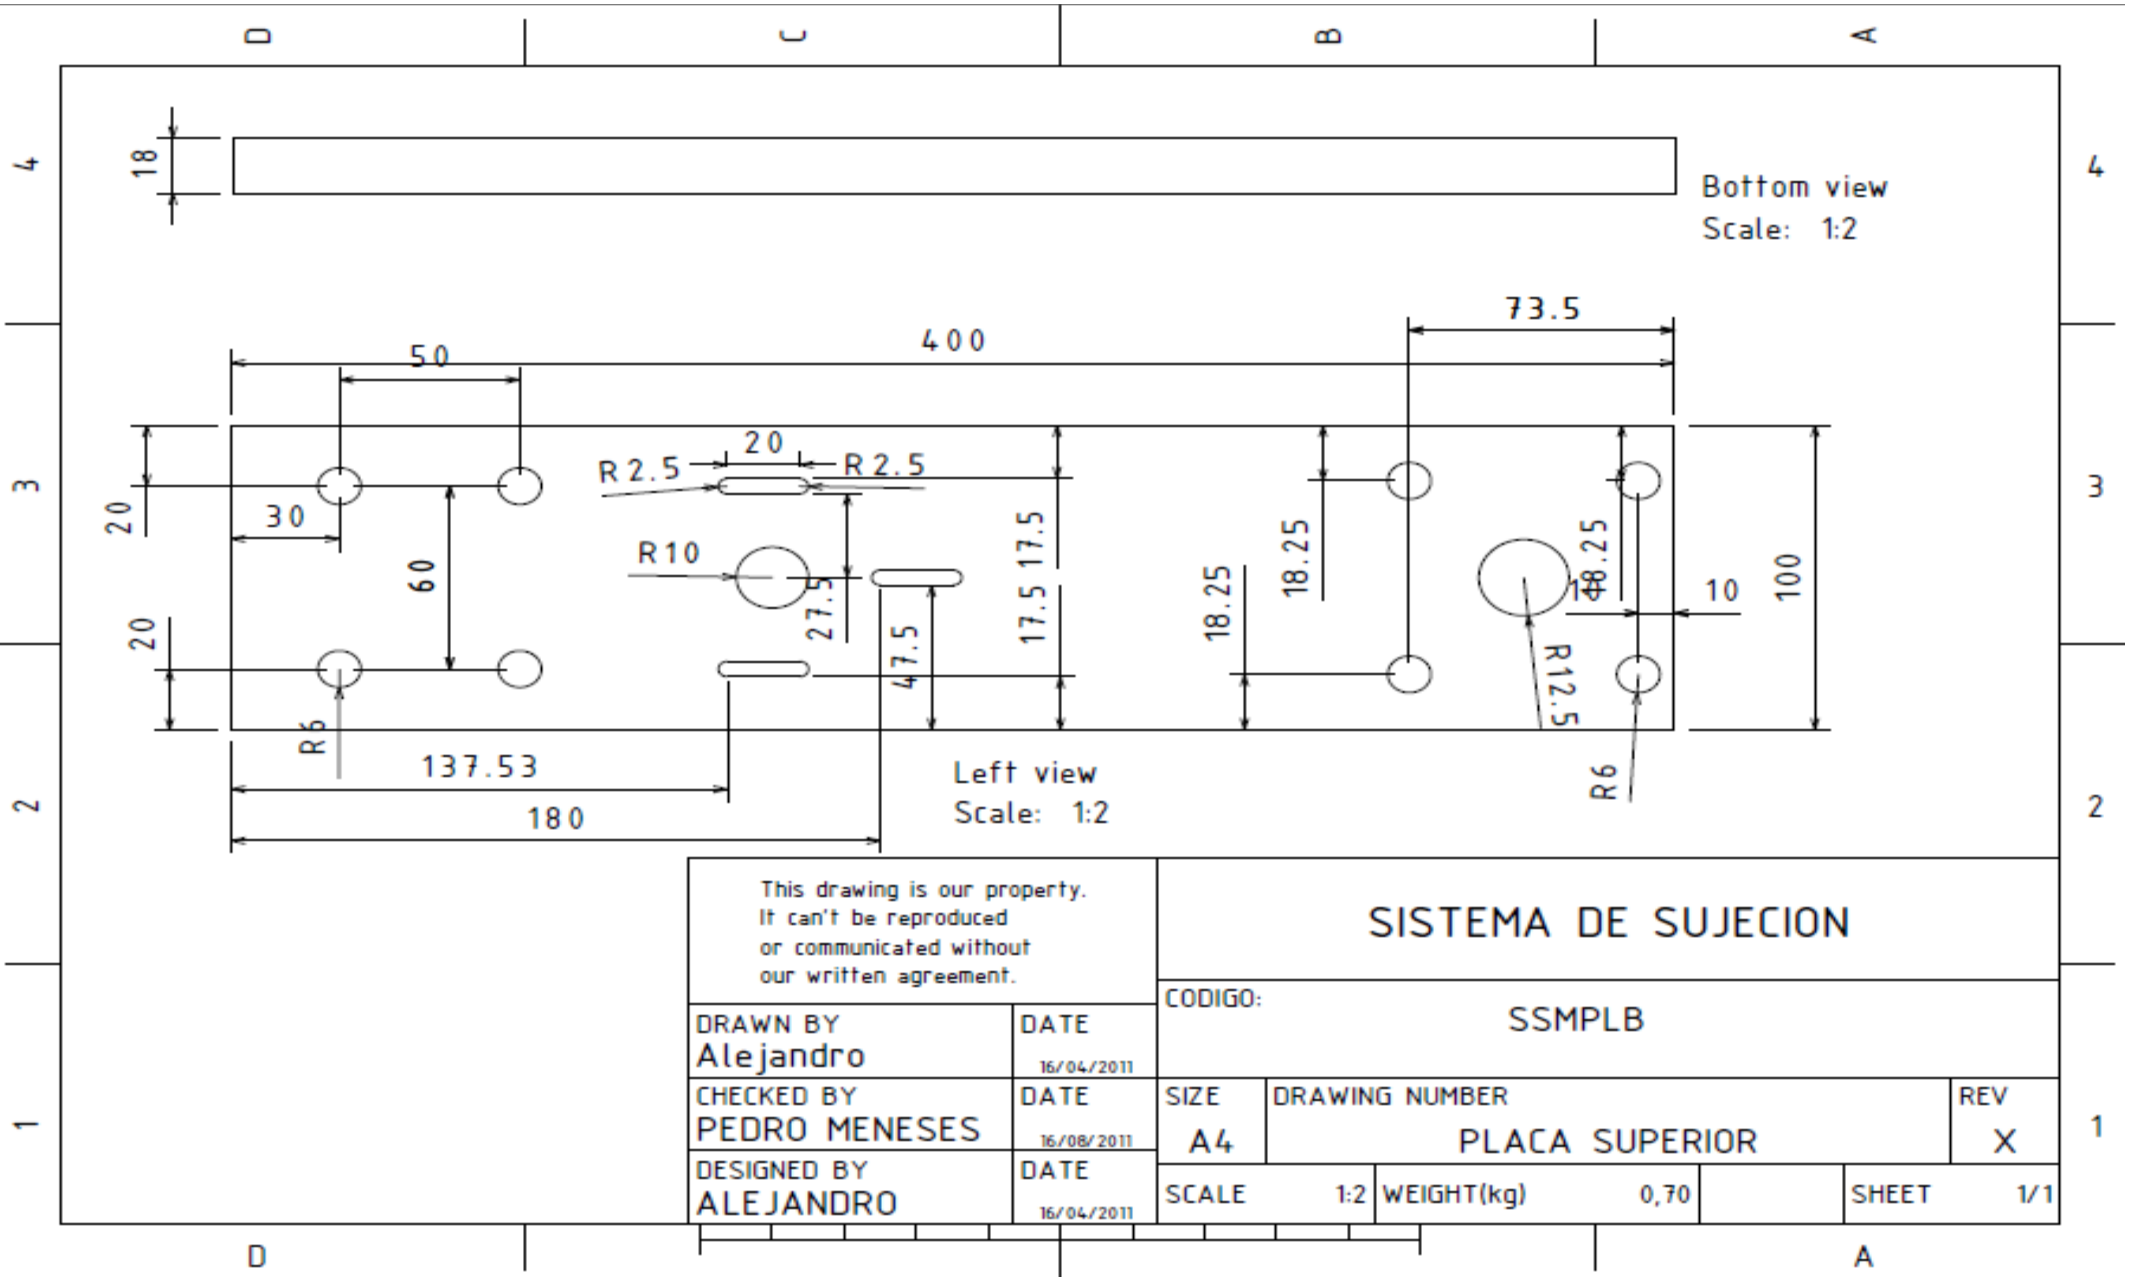 D C B A
4 4
18
Bottom view
Scale: 1:2
73.5
400
50
20
R2.5 R2.5
3 3
20
30
R10
17.5
18.25
18.25
60
27.5
10 10
100
20
17.5
18.25
47.5
R12.5
R6
R6
137.53
Left view
Scale: 1:2
180
2 2
This drawing is our property.
It can't be reproduced
or communicated without
our written agreement.
SISTEMA DE SUJECION
CODIGO:
SSMPLB
DRAWN BY DATE
Alejandro 16/04/2011
CHECKED BY DATE
PEDRO MENESES 16/08/2011
SIZE DRAWING NUMBER REV
A4 PLACA SUPERIOR X
1 1
DESIGNED BY DATE
ALEJANDRO 16/04/2011
SCALE 1:2 WEIGHT(kg) 0,70 SHEET 1/1
D A